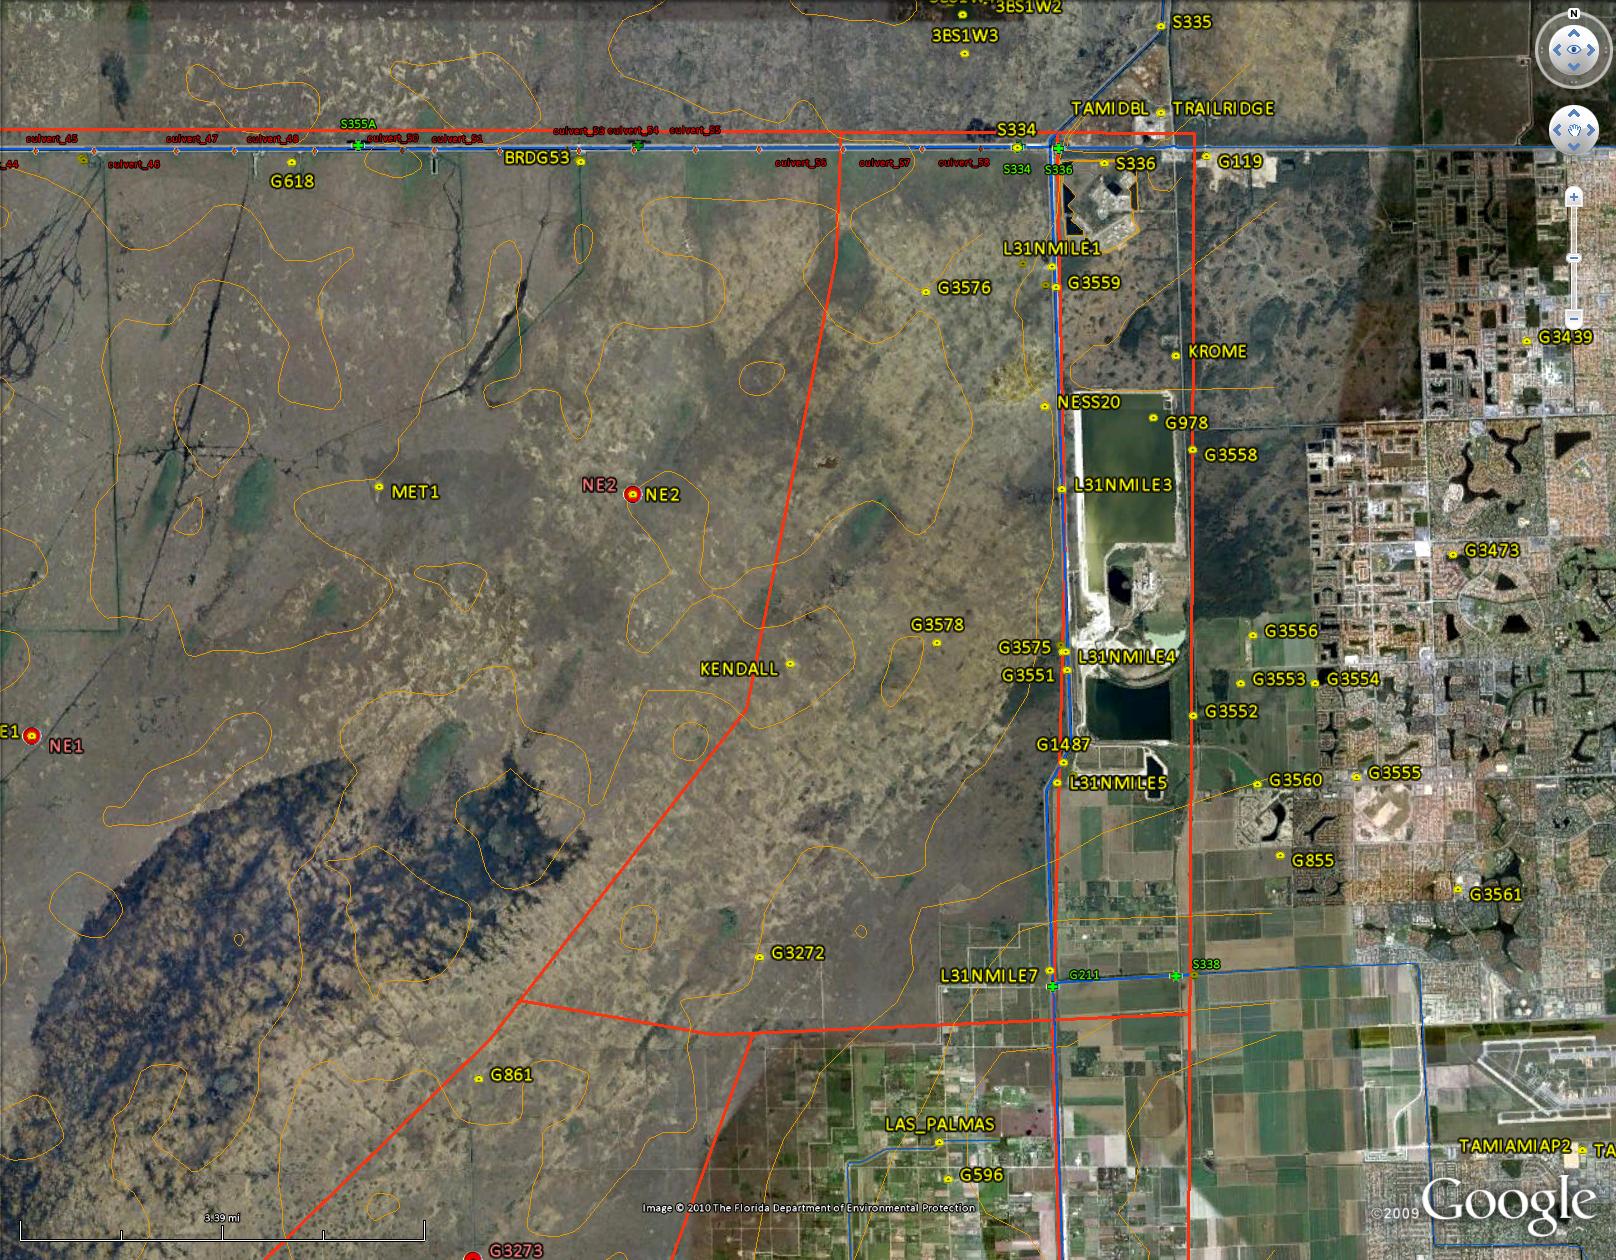 3BS1W2
3BS1W3
S335
N
TAMIDBL
TRAILRIDGE
S355A
S334
culvert_45
culvert_47
culvert_48
culvert_50
culvert_51
culvert_53
culvert_54
culvert_55
_44
culvert_46
BRDG53
culvert_56
culvert_57
culvert_58
S334
S336
S336
G119
G618
L31NMILE1
G3576
G3559
G3439
KROME
NESS20
G978
G3558
MET1
NE2
NE2
L31NMILE3
G3473
G3578
G3556
G3575
L31NMILE4
KENDALL
G3551
G3553
G3554
G3552
E1
NE1
G1487
L31NMILE5
G3560
G3555
G855
G3561
G3272
L31NMILE7
G211
S338
G861
LAS_PALMAS
TAMIAMIAP2
TA
G596
Image © 2010 The Florida Department of Environmental Protection
©2009 Google
3.39 mi
G3273